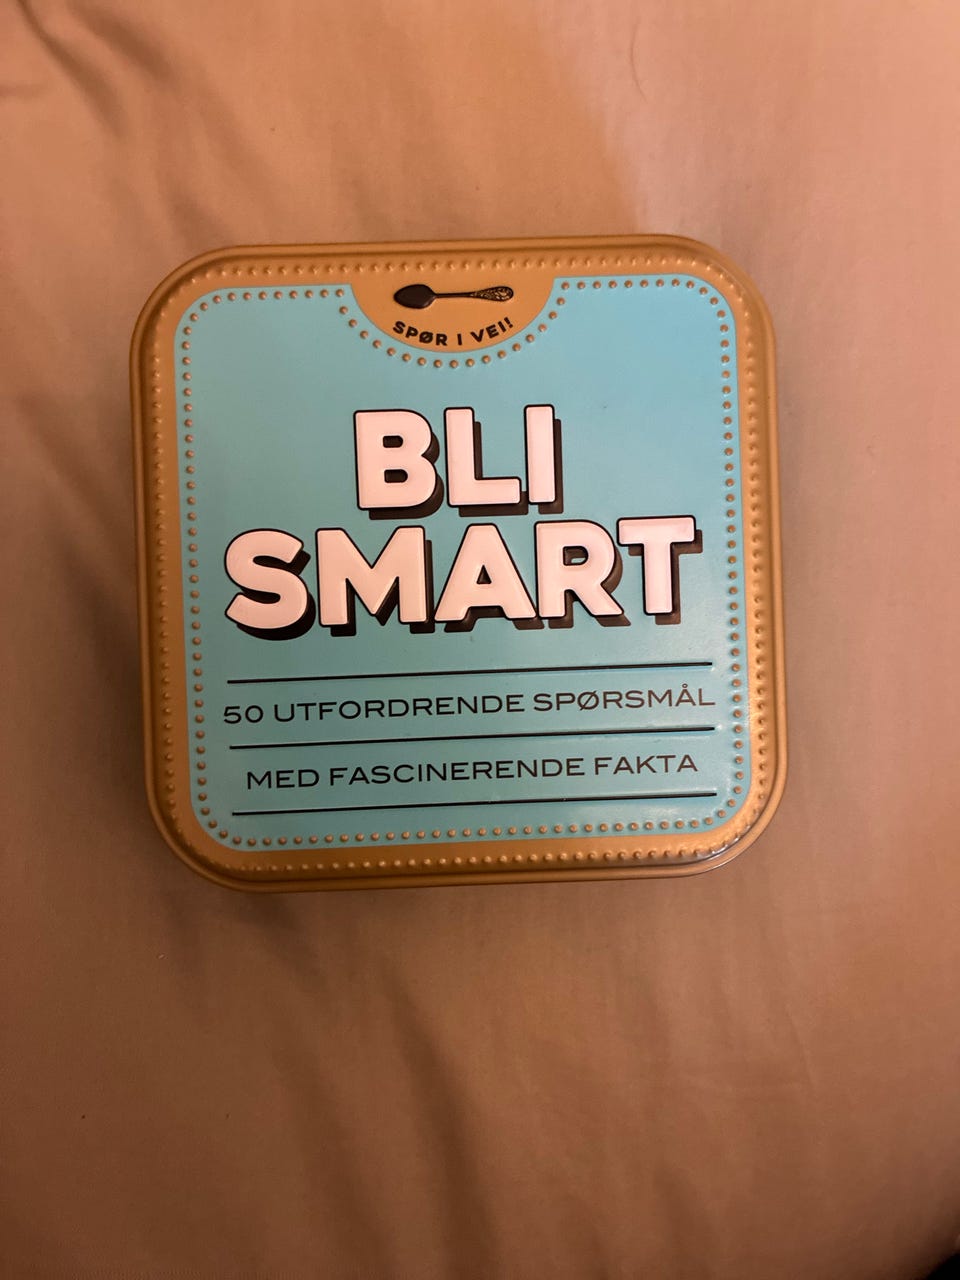 SPØR I VEI!
BLI
SMART
50 UTFORDRENDE SPØRSMÅL
MED FASCINERENDE FAKTA